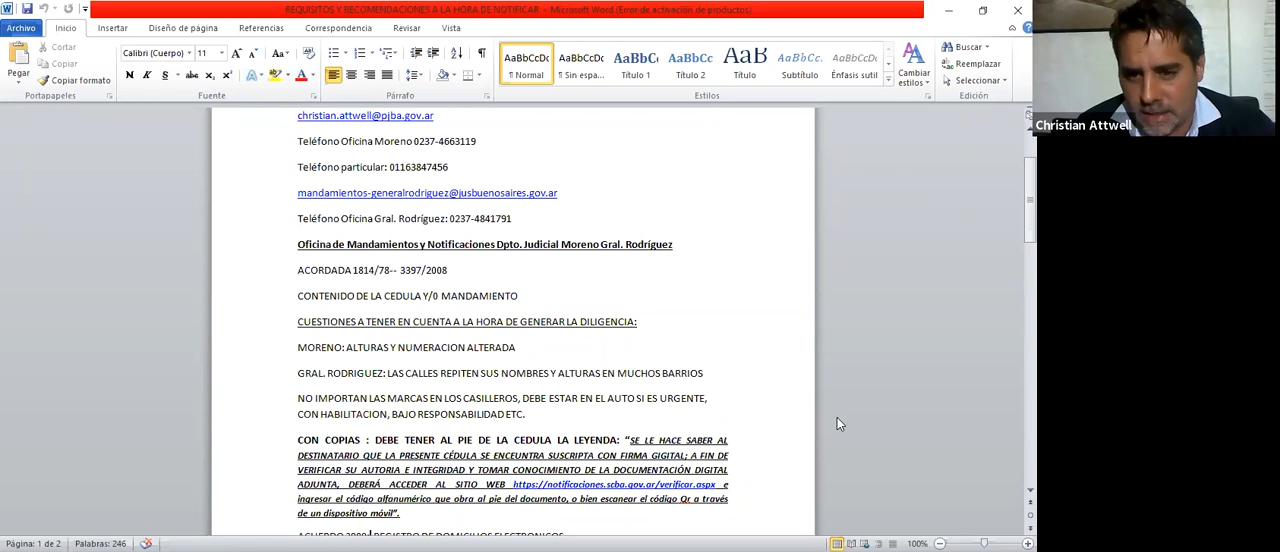 REQUISITOS Y RECOMENDACIONES A LA HORA DE NOTIFICAR - Microsoft Word (Error de activación de productos)
Archivo Inicio Insertar Diseño de página Referencias Correspondencia Revisar Vista
Cortar
Copiar
Pegar
Copiar formato
Portapapeles
Calibri (Cuerpo) 11
Fuente
Párrafo
AaBbCcDc AaBbCcDc AaBbC AaBbCc AaB AaBbCc. AaBbCcDc
¶ Normal ¶ Sin espa... Título 1 Título 2 Título Subtítulo Énfasis sutil
Cambiar estilos
Estilos
Buscar
Reemplazar
Seleccionar
Edición
Christian Attwell
christian.attwell@pjba.gov.ar
Teléfono Oficina Moreno 0237-4663119
Teléfono particular: 01163847456
mandamientos-generalrodriguez@jusbuenosaires.gov.ar
Teléfono Oficina Gral. Rodríguez: 0237-4841791
Oficina de Mandamientos y Notificaciones Dpto. Judicial Moreno Gral. Rodríguez
ACORDADA 1814/78-- 3397/2008
CONTENIDO DE LA CEDULA Y/0 MANDAMIENTO
CUESTIONES A TENER EN CUENTA A LA HORA DE GENERAR LA DILIGENCIA:
MORENO: ALTURAS Y NUMERACION ALTERADA
GRAL. RODRIGUEZ: LAS CALLES REPITEN SUS NOMBRES Y ALTURAS EN MUCHOS BARRIOS
NO IMPORTAN LAS MARCAS EN LOS CASILLEROS, DEBE ESTAR EN EL AUTO SI ES URGENTE,
CON HABILITACION, BAJO RESPONSABILIDAD ETC.
CON COPIAS : DEBE TENER AL PIE DE LA CEDULA LA LEYENDA: “SE LE HACE SABER AL
DESTINATARIO QUE LA PRESENTE CÉDULA SE ENCEUNTRA SUSCRIPTA CON FIRMA GIGITAL; A FIN DE
VERIFICAR SU AUTORIA E INTEGRIDAD Y TOMAR CONOCIMIENTO DE LA DOCUMENTACIÓN DIGITAL
ADJUNTA, DEBERÁ ACCEDER AL SITIO WEB https://notificaciones.scba.gov.ar/verificar.aspx e
ingresar el código alfanumérico que obra al pie del documento, o bien escanear el código Qr a través
de un dispositivo móvil”.
REGISTRO DE DOMICILIOS ELECTRONICOS
Página: 1 de 2 Palabras: 246 100%